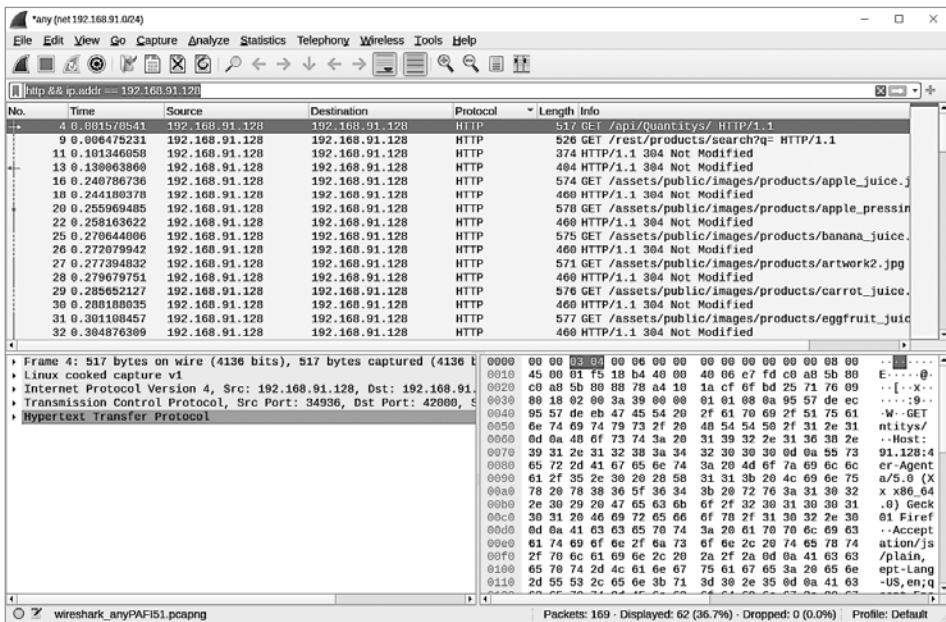 *any (net 192.168.91.0/24)
File Edit View Go Capture Analyze Statistics Telephony Wireless Tools Help
http && ip.addr == 192.168.91.128
No. Time Source Destination Protocol Length Info
4 0.001570541 192.168.91.128 192.168.91.128 HTTP 517 GET /api/Quantitys/ HTTP/1.1
9 0.006475231 192.168.91.128 192.168.91.128 HTTP 526 GET /rest/products/search?q= HTTP/1.1
11 0.101346058 192.168.91.128 192.168.91.128 HTTP 374 HTTP/1.1 304 Not Modified
13 0.130063860 192.168.91.128 192.168.91.128 HTTP 404 HTTP/1.1 304 Not Modified
16 0.240786736 192.168.91.128 192.168.91.128 HTTP 574 GET /assets/public/images/products/apple_juice.j
18 0.244180378 192.168.91.128 192.168.91.128 HTTP 460 HTTP/1.1 304 Not Modified
20 0.255969485 192.168.91.128 192.168.91.128 HTTP 578 GET /assets/public/images/products/apple_pressin
22 0.258163622 192.168.91.128 192.168.91.128 HTTP 460 HTTP/1.1 304 Not Modified
25 0.270644006 192.168.91.128 192.168.91.128 HTTP 575 GET /assets/public/images/products/banana_juice.
26 0.272079942 192.168.91.128 192.168.91.128 HTTP 460 HTTP/1.1 304 Not Modified
27 0.277394832 192.168.91.128 192.168.91.128 HTTP 571 GET /assets/public/images/products/artwork2.jpg
28 0.279679751 192.168.91.128 192.168.91.128 HTTP 460 HTTP/1.1 304 Not Modified
29 0.285652127 192.168.91.128 192.168.91.128 HTTP 576 GET /assets/public/images/products/carrot_juice.
30 0.288188035 192.168.91.128 192.168.91.128 HTTP 460 HTTP/1.1 304 Not Modified
31 0.301108457 192.168.91.128 192.168.91.128 HTTP 577 GET /assets/public/images/products/eggfruit_juic
32 0.304876309 192.168.91.128 192.168.91.128 HTTP 460 HTTP/1.1 304 Not Modified
Frame 4: 517 bytes on wire (4136 bits), 517 bytes captured (4136 b
Linux cooked capture v1
Internet Protocol Version 4, Src: 192.168.91.128, Dst: 192.168.91.
Transmission Control Protocol, Src Port: 34936, Dst Port: 42000, S
Hypertext Transfer Protocol
0000 00 00 03 04 00 06 00 00 00 00 00 00 00 00 08 00 ········
0010 45 00 01 f5 18 b4 40 00 40 06 e7 fd c0 a8 5b 80 E·····@·
0020 c0 a8 5b 80 88 78 a4 10 1a cf 6f bd 25 71 76 09 ··[··x··
0030 80 18 02 00 3a 39 00 00 01 01 08 0a 95 57 de ec ····:9··
0040 95 57 de eb 47 45 54 20 2f 61 70 69 2f 51 75 61 ·W··GET
0050 6e 74 69 74 79 73 2f 20 48 54 54 50 2f 31 2e 31 ntitys/
0060 0d 0a 48 6f 73 74 3a 20 31 39 32 2e 31 36 38 2e ··Host:
0070 39 31 2e 31 32 38 3a 34 32 30 30 30 0d 0a 55 73 91.128:4
0080 65 72 2d 41 67 65 6e 74 3a 20 4d 6f 7a 69 6c 6c er-Agent
0090 61 2f 35 2e 30 20 28 58 31 31 3b 20 4c 69 6e 75 a/5.0 (X
00a0 78 20 78 38 36 5f 36 34 3b 20 72 76 3a 31 30 32 x x86_64
00b0 2e 30 29 20 47 65 63 6b 6f 2f 32 30 31 30 30 31 .0) Geck
00c0 30 31 20 46 69 72 65 66 6f 78 2f 31 30 32 2e 30 01 Firef
00d0 0d 0a 41 63 63 65 70 74 3a 20 61 70 70 6c 69 63 ··Accept
00e0 61 74 69 6f 6e 2f 6a 73 6f 6e 2c 20 74 65 78 74 ation/js
00f0 2f 70 6c 61 69 6e 2c 20 2a 2f 2a 0d 0a 41 63 63 /plain,
0100 65 70 74 2d 4c 61 6e 67 75 61 67 65 3a 20 65 6e ept-Lang
0110 2d 55 53 2c 65 6e 3b 71 3d 30 2e 35 0d 0a 41 63 -US,en;q
wireshark_anyPAFI51.pcapng Packets: 169 · Displayed: 62 (36.7%) · Dropped: 0 (0.0%) Profile: Default